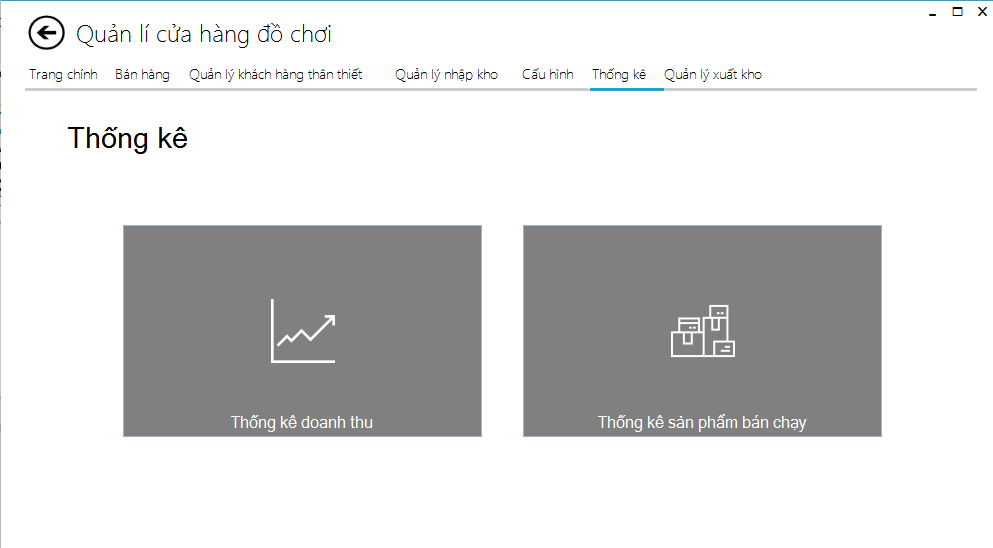 Quản lí cửa hàng đồ chơi
Trang chính Bán hàng Quản lý khách hàng thân thiết Quản lý nhập kho Cấu hình Thống kê Quản lý xuất kho
Thống kê
Thống kê doanh thu Thống kê sản phẩm bán chạy